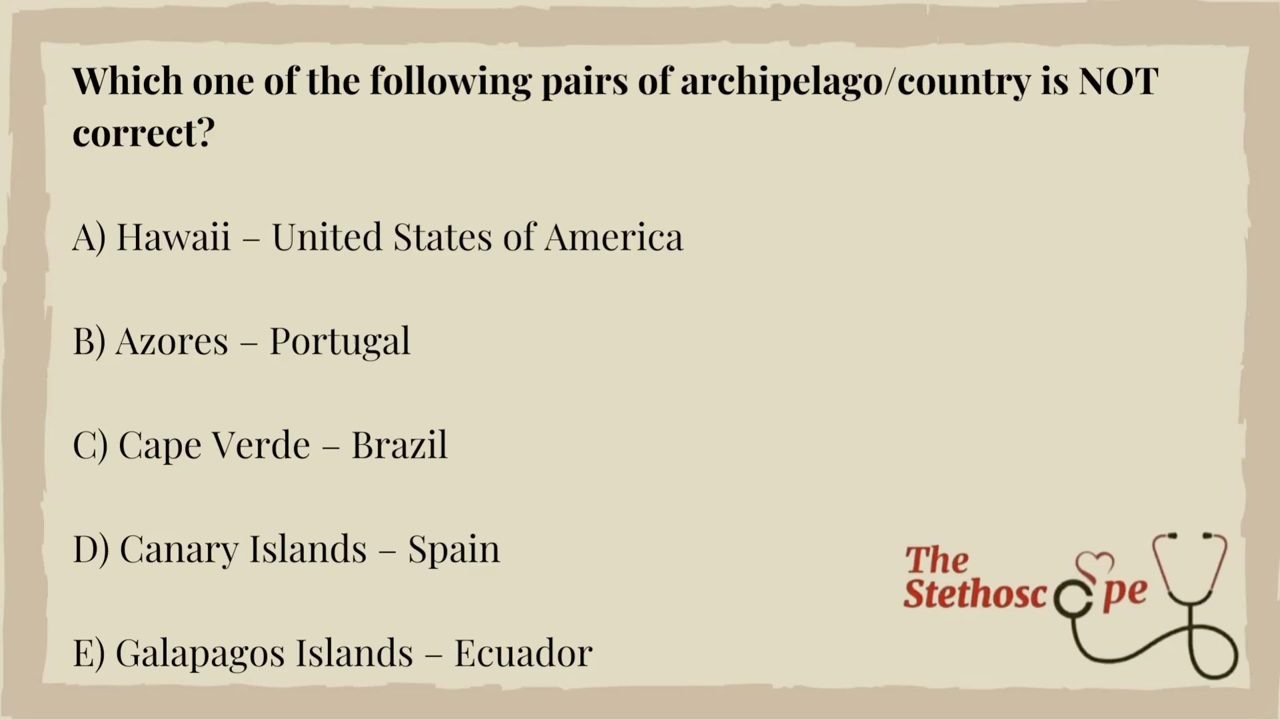 Which one of the following pairs of archipelago/country is NOT
correct?
A) Hawaii – United States of America
B) Azores – Portugal
C) Cape Verde – Brazil
D) Canary Islands – Spain
E) Galapagos Islands – Ecuador
The
Stethoscope